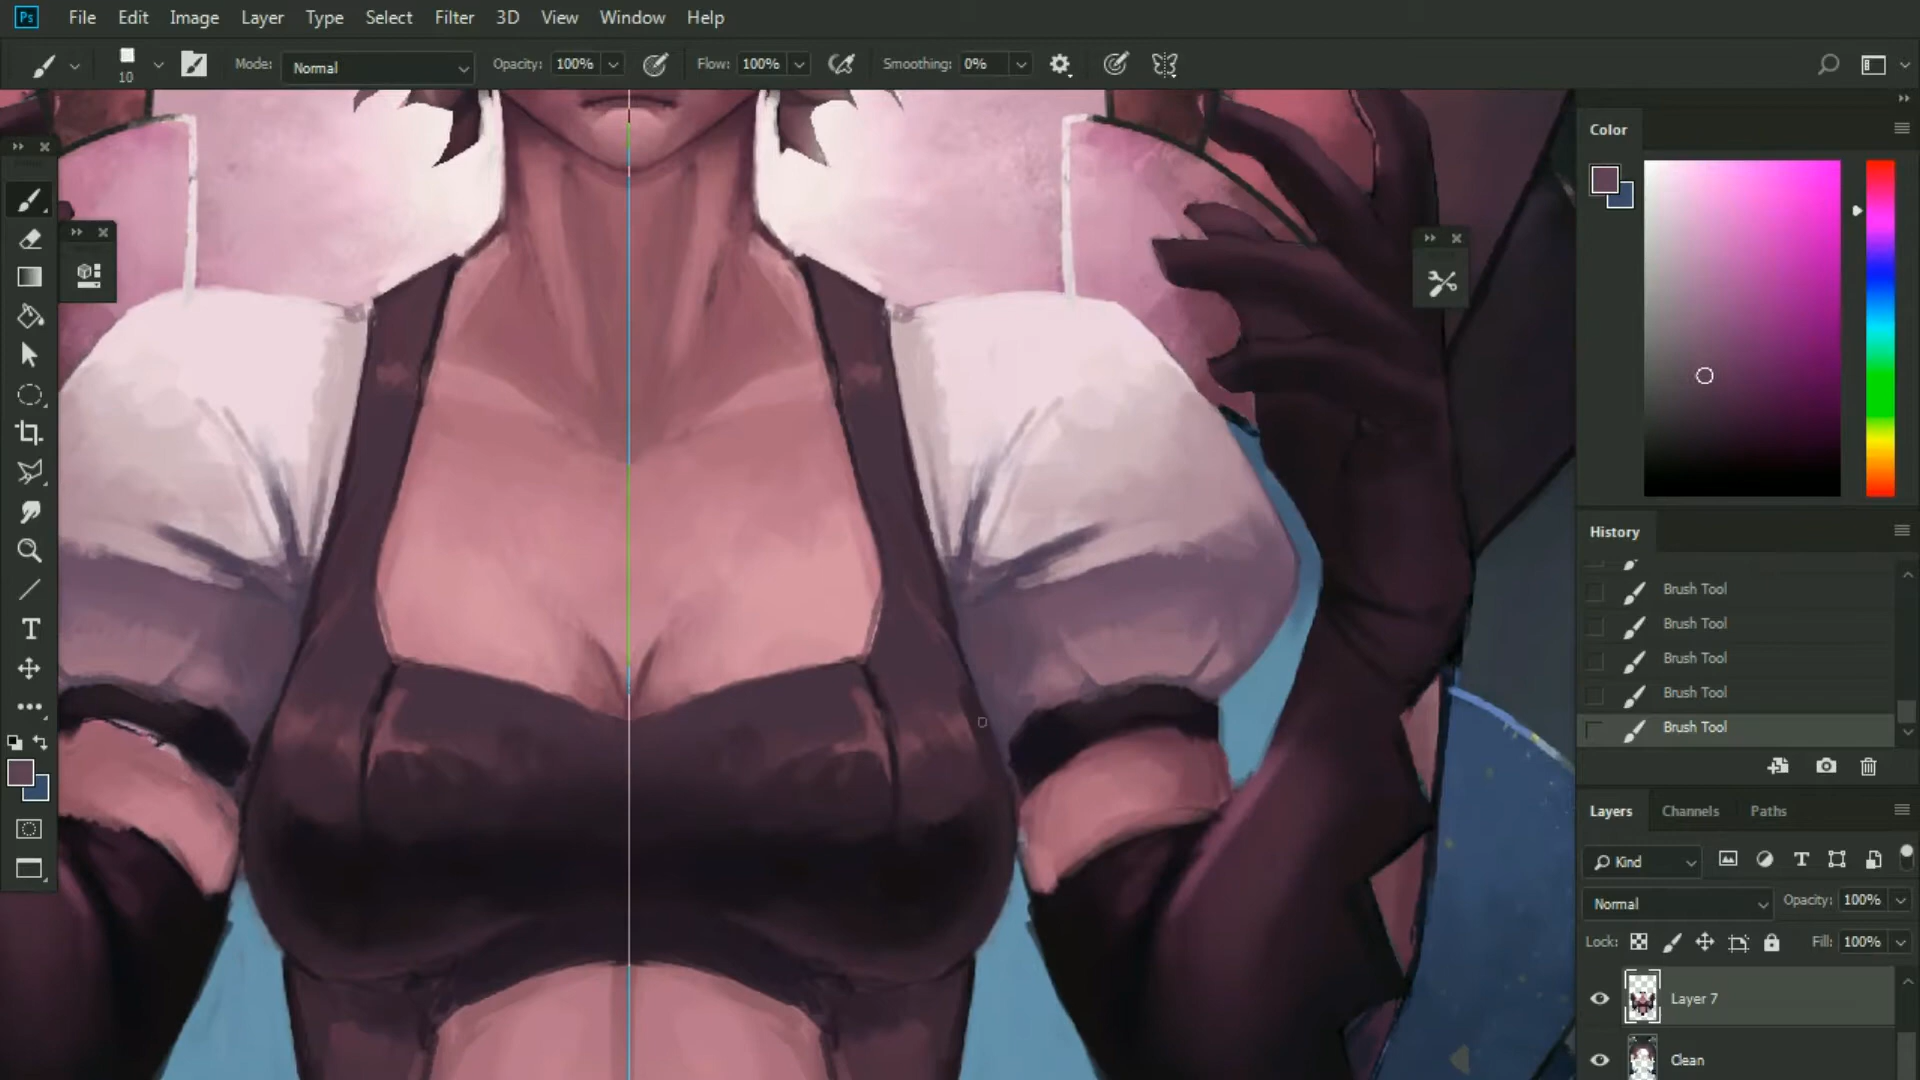 Ps File Edit Image Layer Type Select Filter 3D View Window Help
10 Mode: Normal Opacity: 100% Flow: 100% Smoothing: 0%
Color
History
Brush Tool
Brush Tool
Brush Tool
Brush Tool
Brush Tool
Layers Channels Paths
Kind
Normal Opacity: 100%
Lock: Fill: 100%
Layer 7
Clean